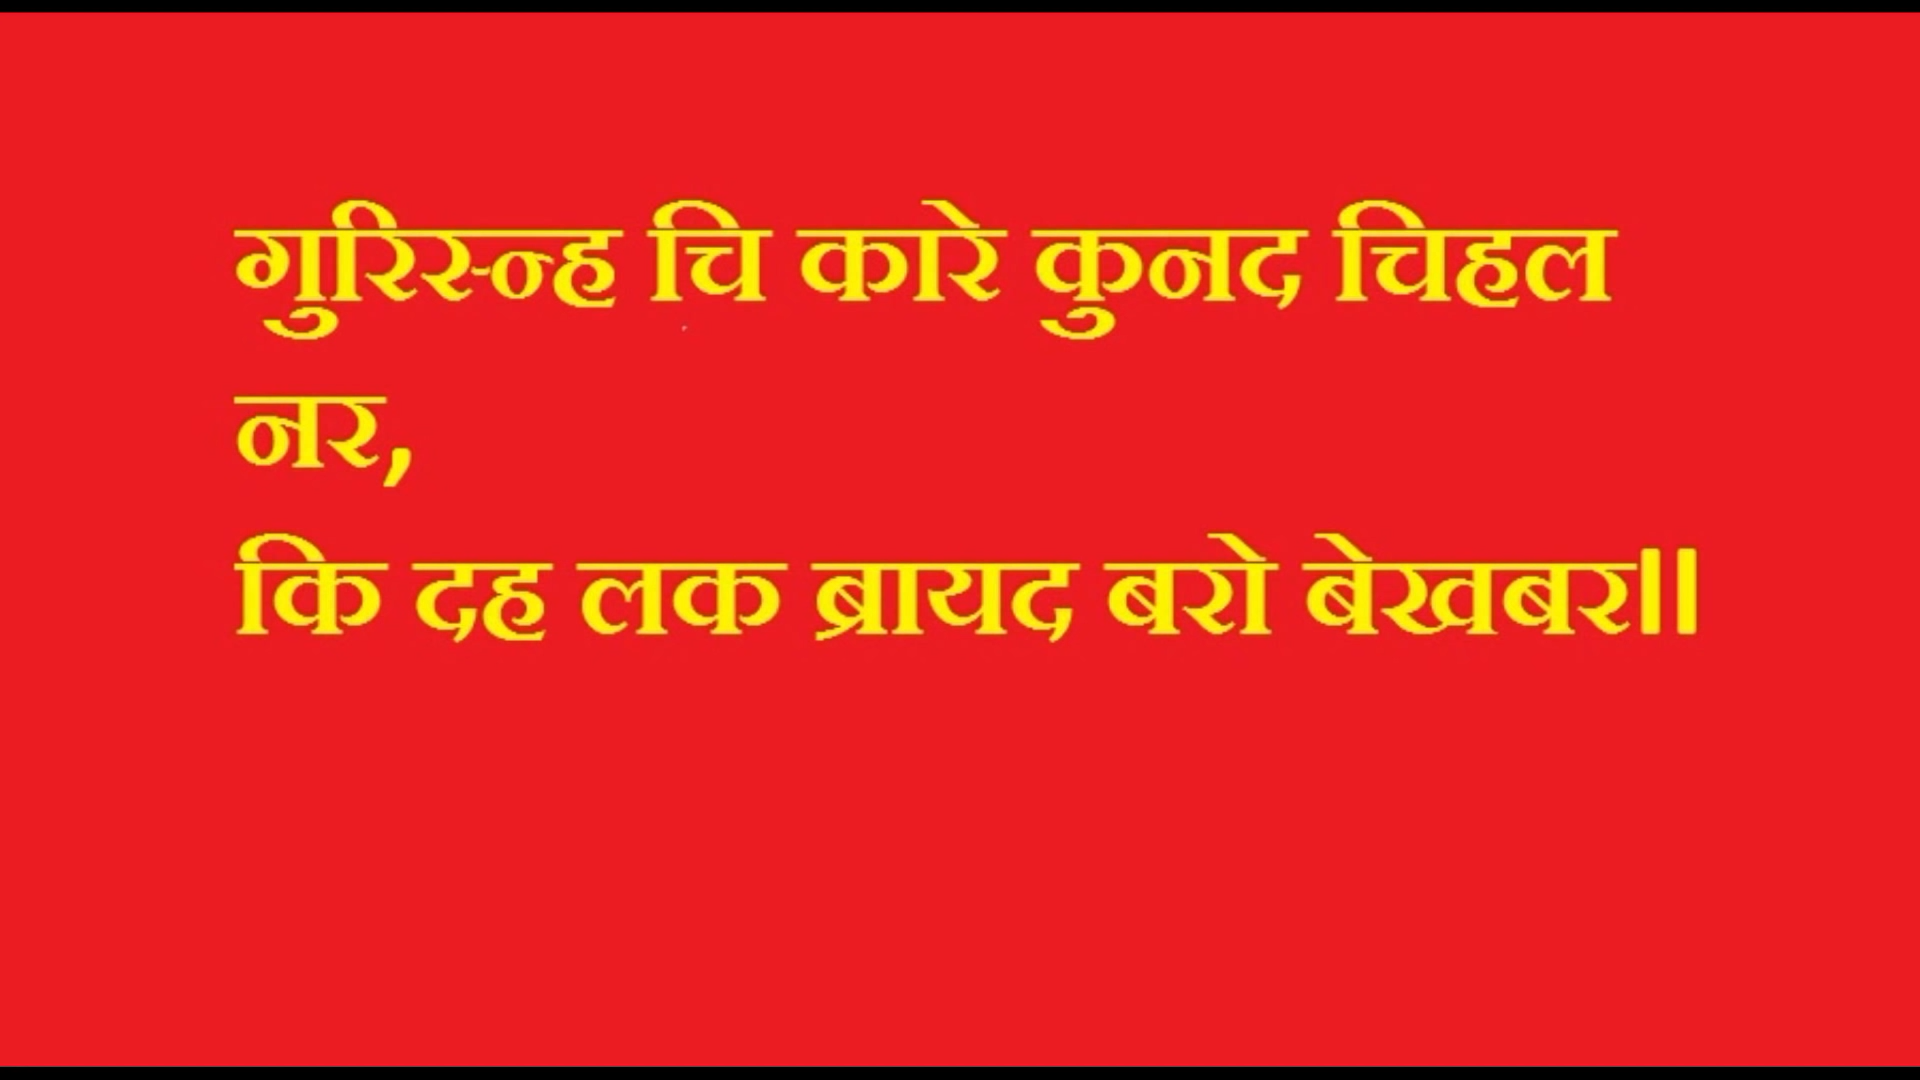 गुरिस्न्ह चि कारे कुनद चिहल
नर,
कि दह लक ब्रायद बरो बेखबर॥